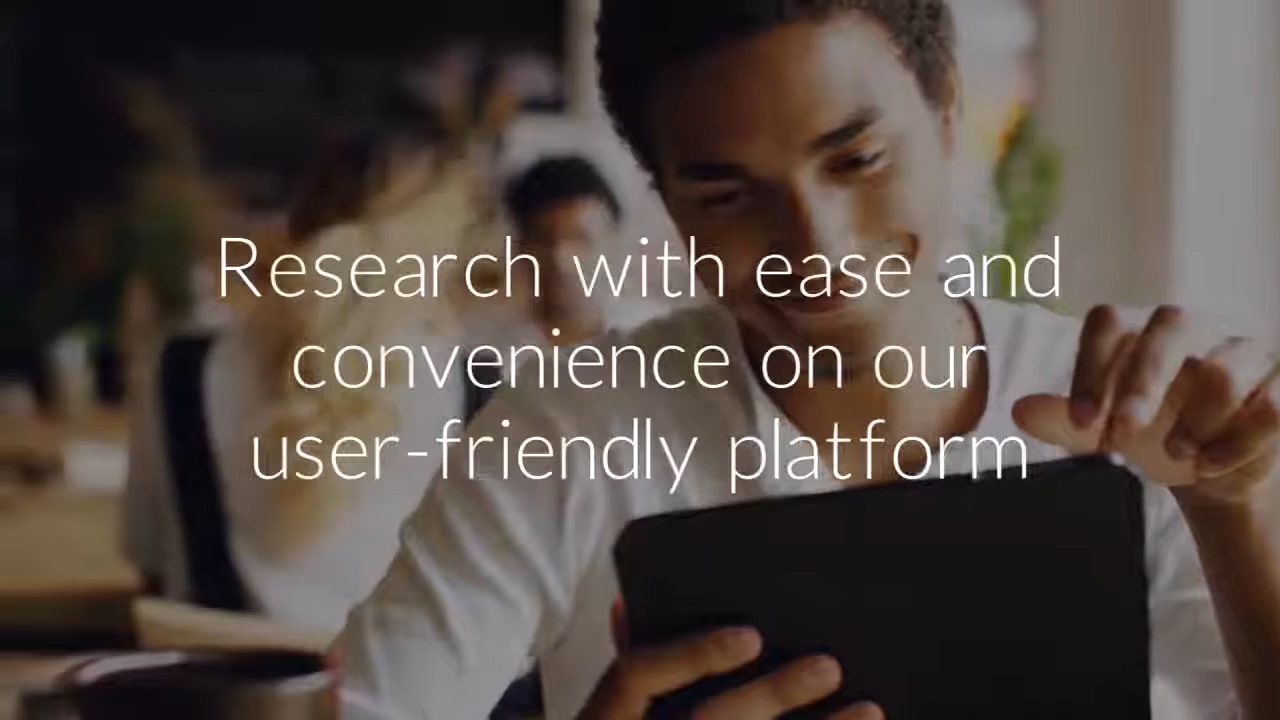 Research with ease and
convenience on our
user-friendly platform